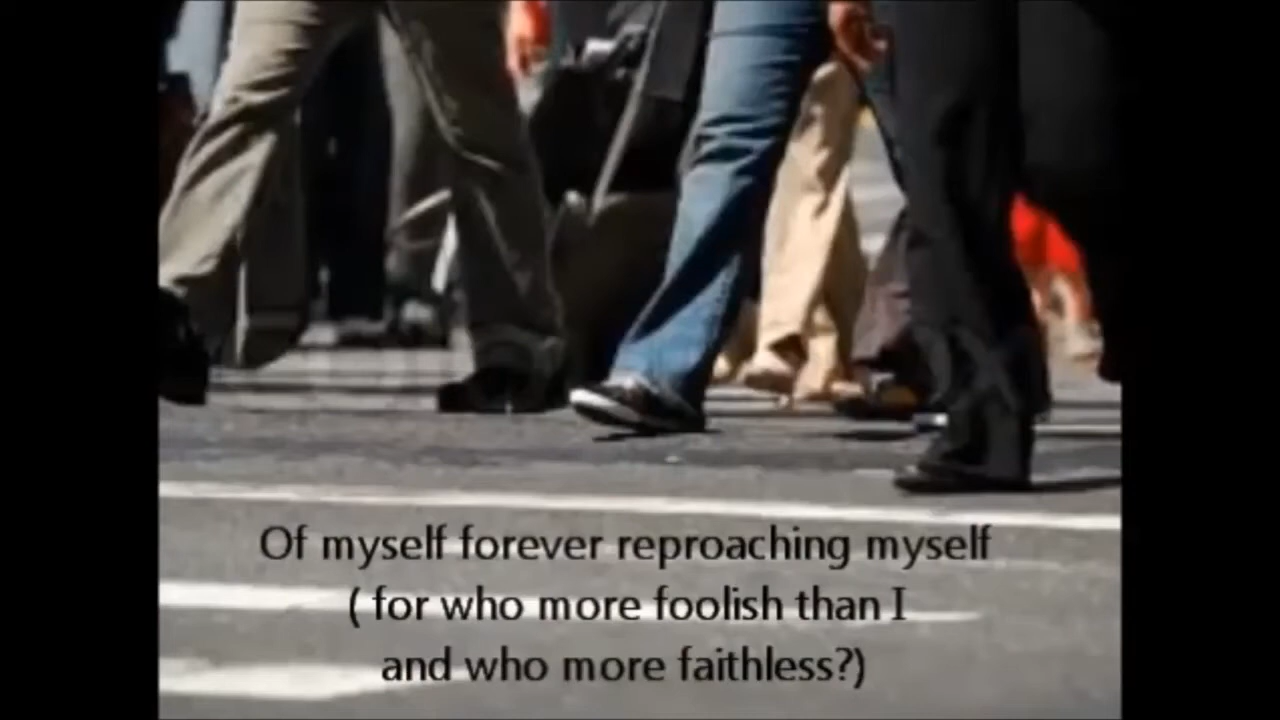 Of myself forever reproaching myself
( for who more foolish than I
and who more faithless?)